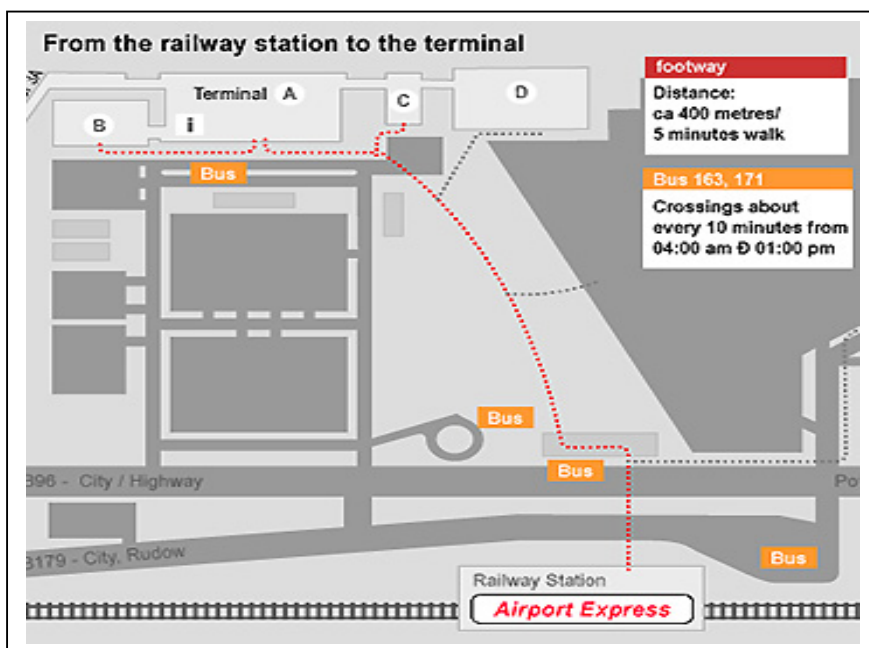 From the railway station to the terminal
footway
Distance:
ca 400 metres/
5 minutes walk
Bus 163, 171
Crossings about
every 10 minutes from
04:00 am Đ 01:00 pm
Terminal A
B
i
C
D
Bus
Bus
Bus
396 - City / Highway
3179 - City, Rudow
Bus
Railway Station
Airport Express